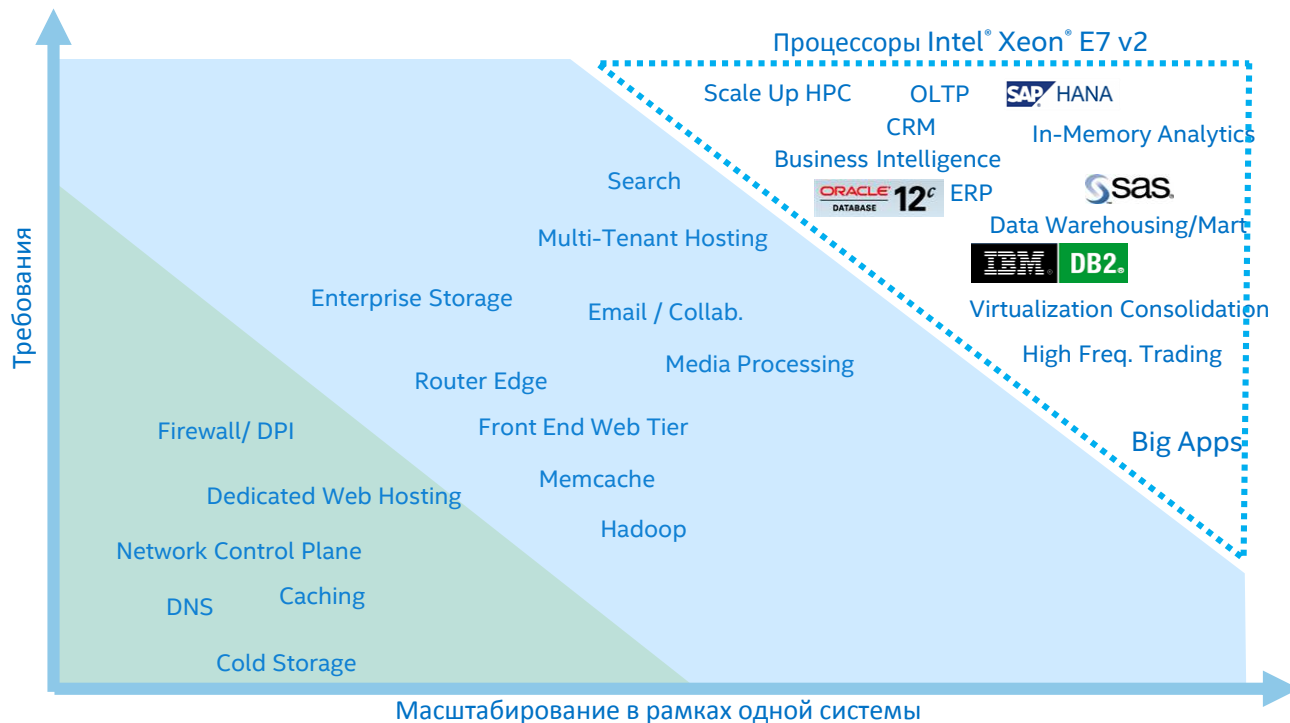 Процессоры Intel® Xeon® E7 v2
Scale Up HPC
OLTP
SAP HANA
CRM
In-Memory Analytics
Business Intelligence
Search
ORACLE DATABASE 12c
ERP
sas
Data Warehousing/Mart
Multi-Tenant Hosting
IBM DB2
Enterprise Storage
Email / Collab.
Virtualization Consolidation
Требования
High Freq. Trading
Media Processing
Router Edge
Firewall/ DPI
Front End Web Tier
Big Apps
Memcache
Dedicated Web Hosting
Hadoop
Network Control Plane
Caching
DNS
Cold Storage
Масштабирование в рамках одной системы